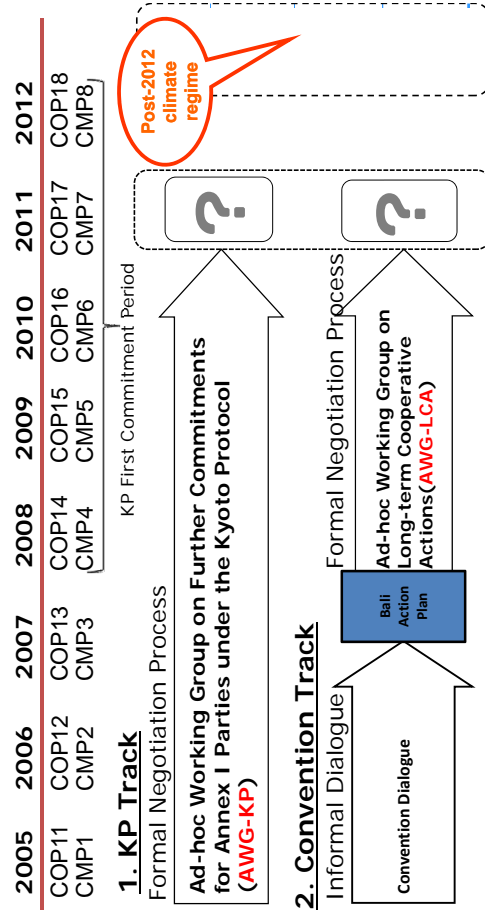 2005 2006 2007 2008 2009 2010 2011 2012
COP11 COP12 COP13 COP14 COP15 COP16 COP17 COP18
CMP1 CMP2 CMP3 CMP4 CMP5 CMP6 CMP7 CMP8
KP First Commitment Period
Post-2012
climate
regime
1. KP Track
Formal Negotiation Process
Ad-hoc Working Group on Further Commitments
for Annex I Parties under the Kyoto Protocol
(AWG-KP)
?
2. Convention Track
Informal Dialogue
Formal Negotiation Process
Convention Dialogue
Bali
Action
Plan
Ad-hoc Working Group on
Long-term Cooperative
Actions(AWG-LCA)
?